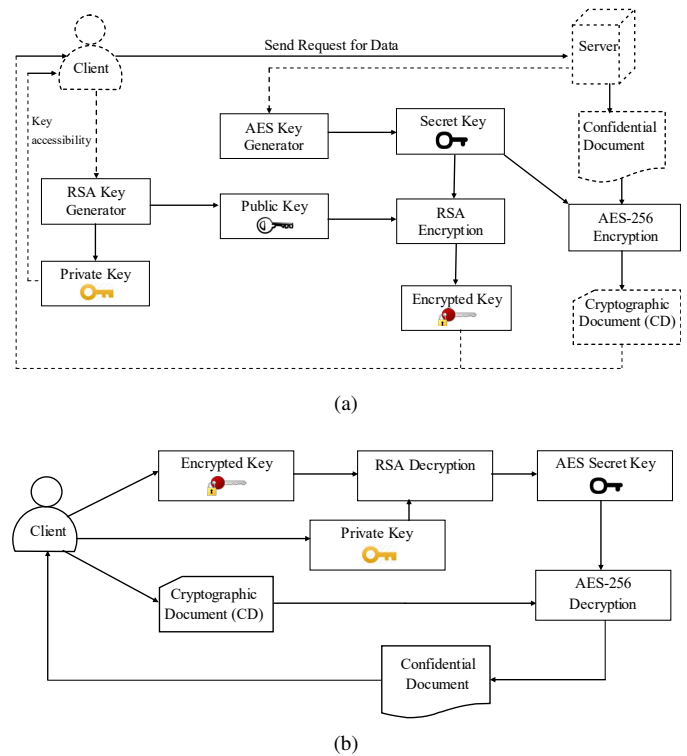 Send Request for Data
Server
Client
Key
accessibility
AES Key
Generator
Secret Key
Confidential
Document
RSA Key
Generator
Public Key
RSA
Encryption
AES-256
Encryption
Private Key
Encrypted Key
Cryptographic
Document (CD)
(a)
Encrypted Key
RSA Decryption
AES Secret Key
Client
Private Key
Cryptographic
Document (CD)
AES-256
Decryption
Confidential
Document
(b)